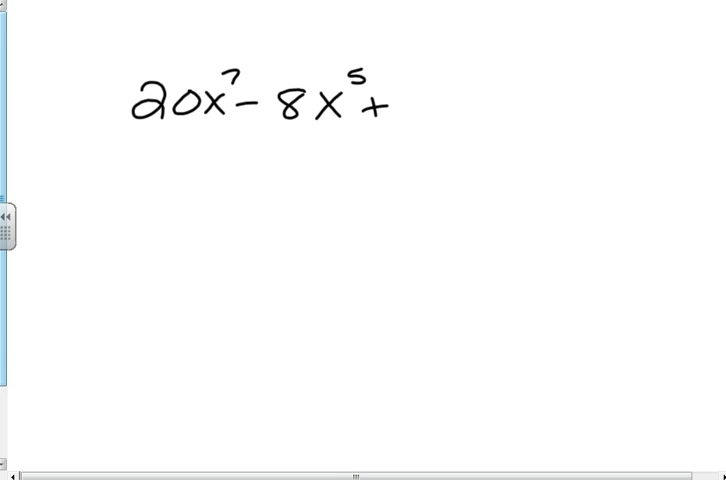 20x⁷ - 8x⁵ +